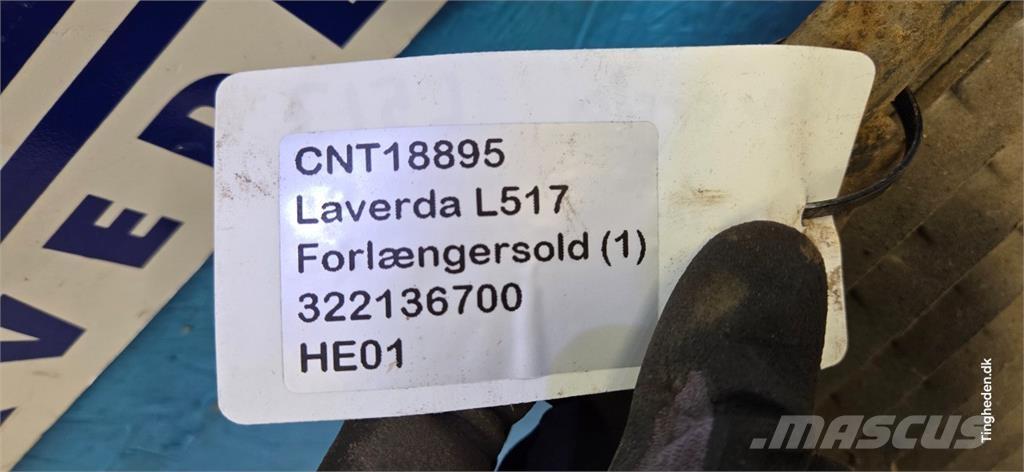 CNT18895
Laverda L517
Forlængersold (1)
322136700
HE01
Tingheden.dk
MASCUS